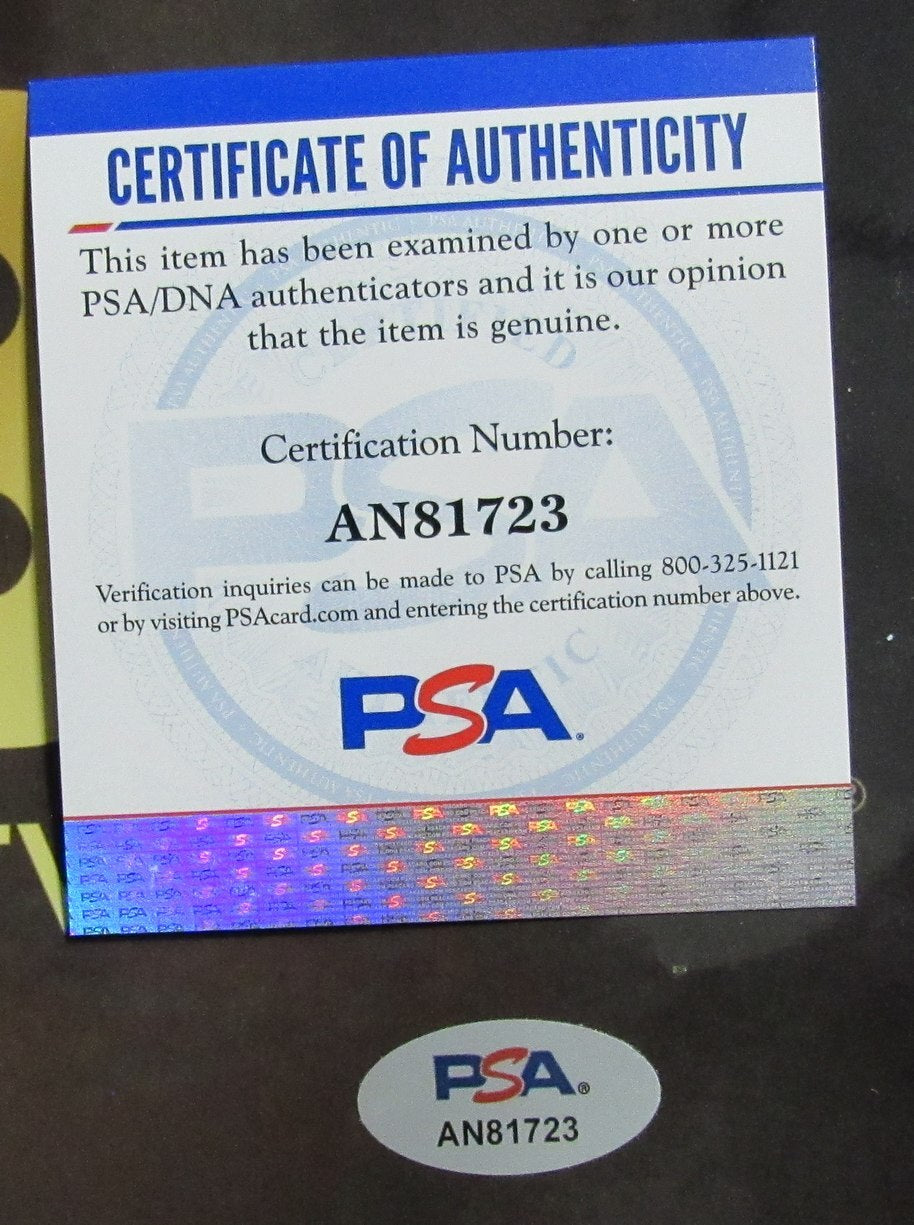 CERTIFICATE OF AUTHENTICITY
This item has been examined by one or more
PSA/DNA authenticators and it is our opinion
that the item is genuine.
Certification Number:
AN81723
Verification inquiries can be made to PSA by calling 800-325-1121
or by visiting PSAcard.com and entering the certification number above.
PSA®
PSA®
AN81723